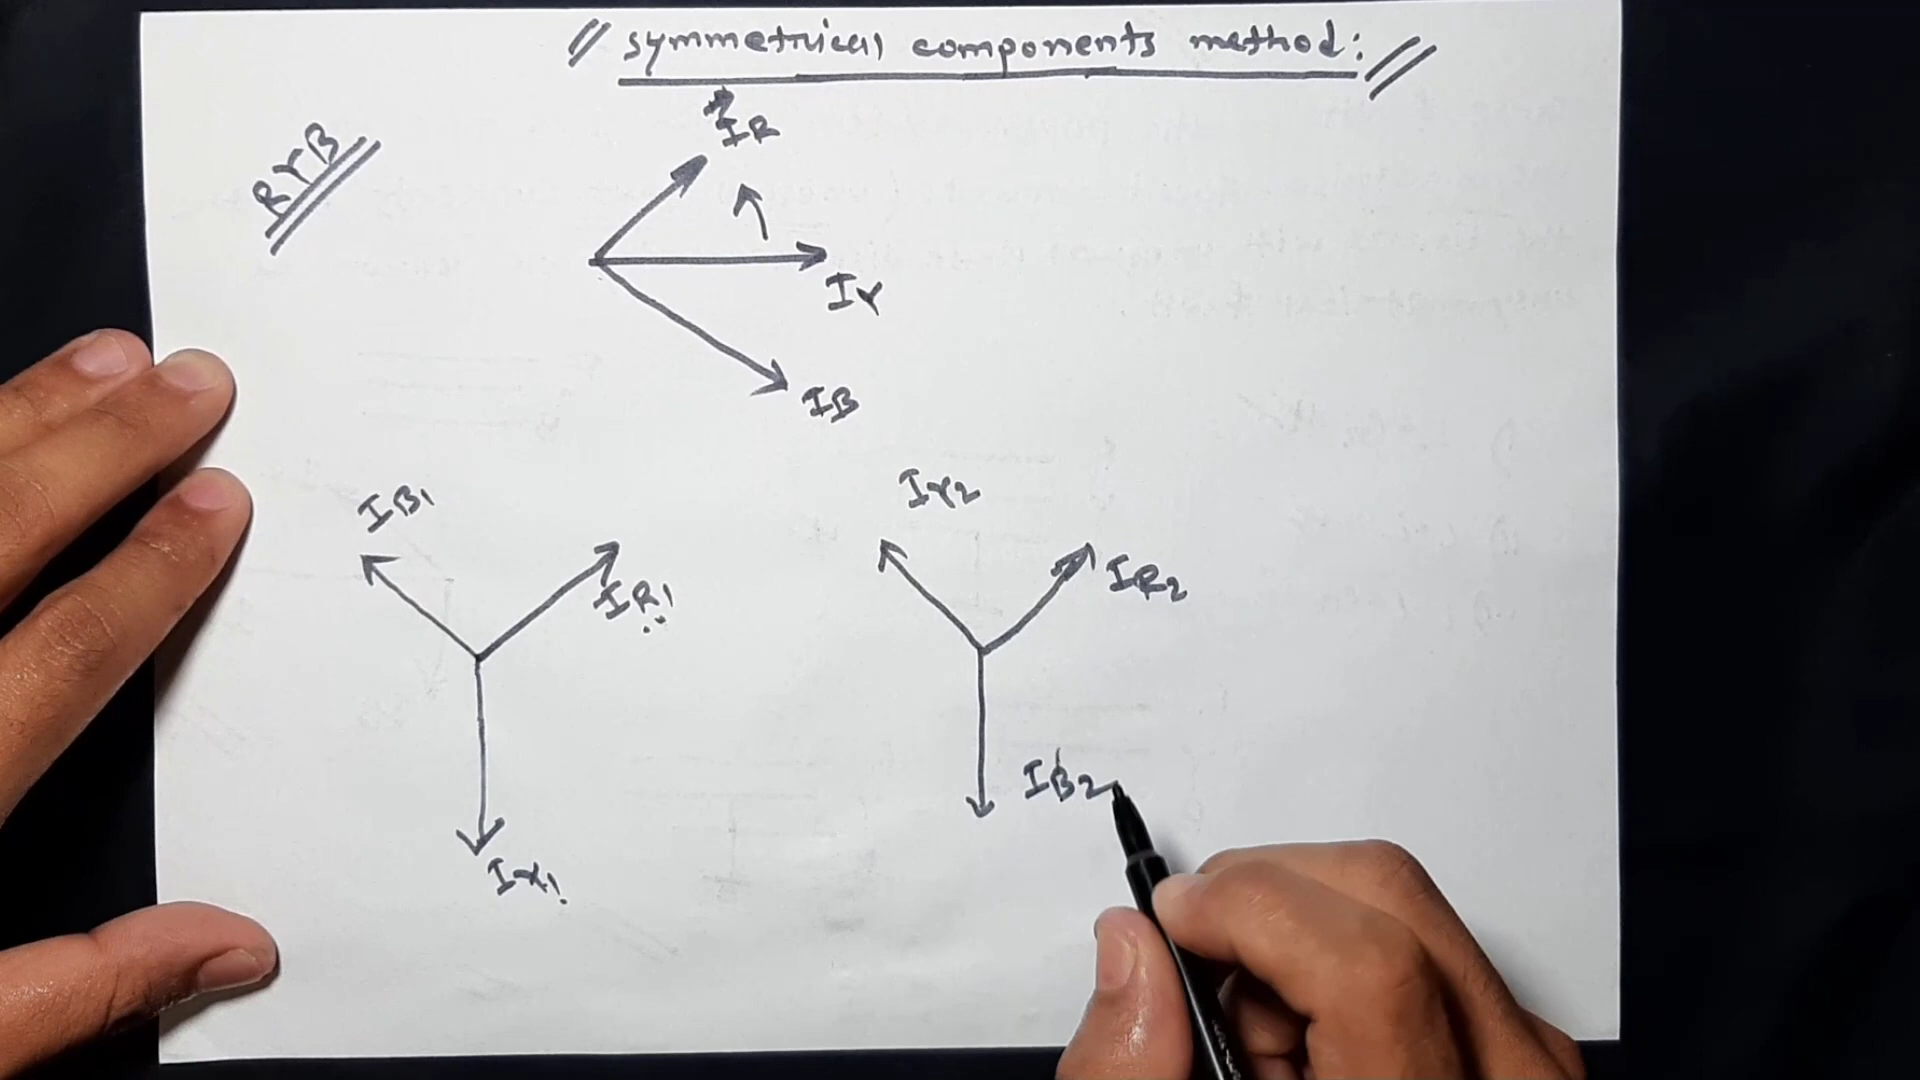 // symmetrical components method: //
RYB
IR
IY
IB
IB1
IR1
IY1
IY2
IR2
IB2